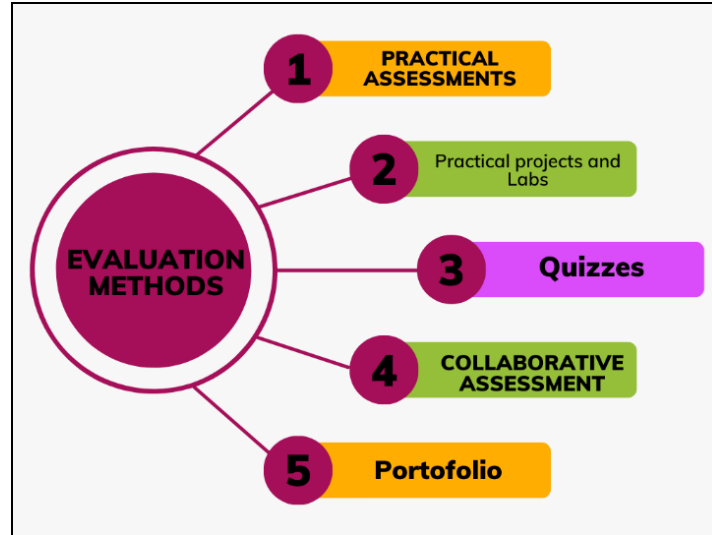 EVALUATION
METHODS
1
PRACTICAL
ASSESSMENTS
2
Practical projects and
Labs
3
Quizzes
4
COLLABORATIVE
ASSESSMENT
5
Portofolio